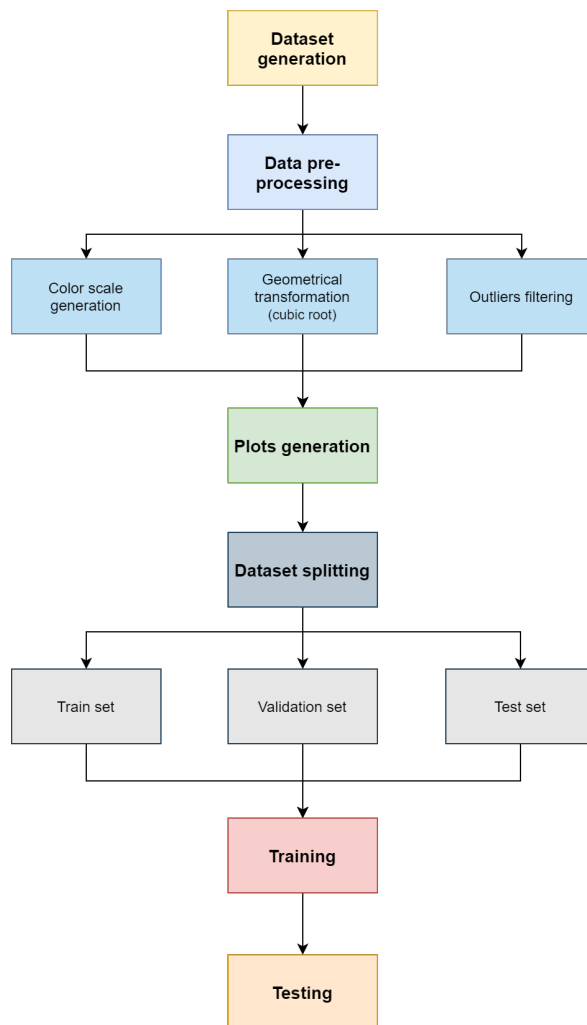 Dataset
generation
Data pre-
processing
Color scale
generation
Geometrical
transformation
(cubic root)
Outliers filtering
Plots generation
Dataset splitting
Train set
Validation set
Test set
Training
Testing